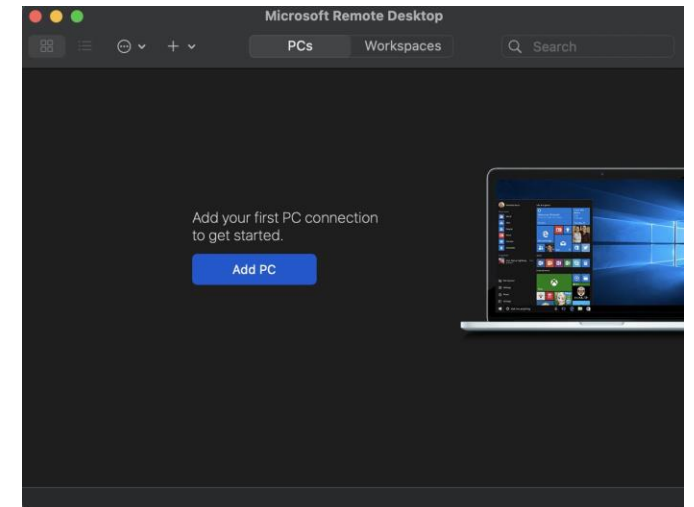 Microsoft Remote Desktop
PCs
Workspaces
Search
Add your first PC connection
to get started.
Add PC